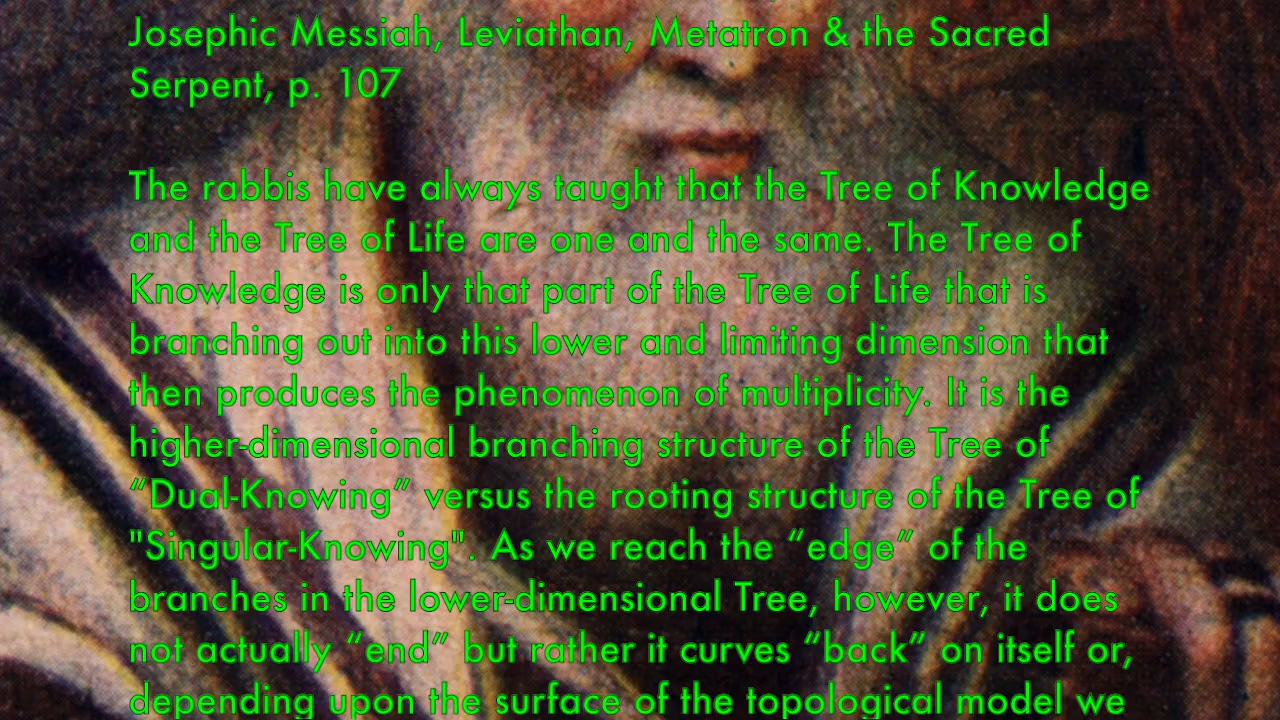 Josephic Messiah, Leviathan, Metatron & the Sacred
Serpent, p. 107
The rabbis have always taught that the Tree of Knowledge
and the Tree of Life are one and the same. The Tree of
Knowledge is only that part of the Tree of Life that is
branching out into this lower and limiting dimension that
then produces the phenomenon of multiplicity. It is the
higher-dimensional branching structure of the Tree of
“Dual-Knowing” versus the rooting structure of the Tree of
"Singular-Knowing". As we reach the “edge” of the
branches in the lower-dimensional Tree, however, it does
not actually “end” but rather it curves “back” on itself or,
depending upon the surface of the topological model we